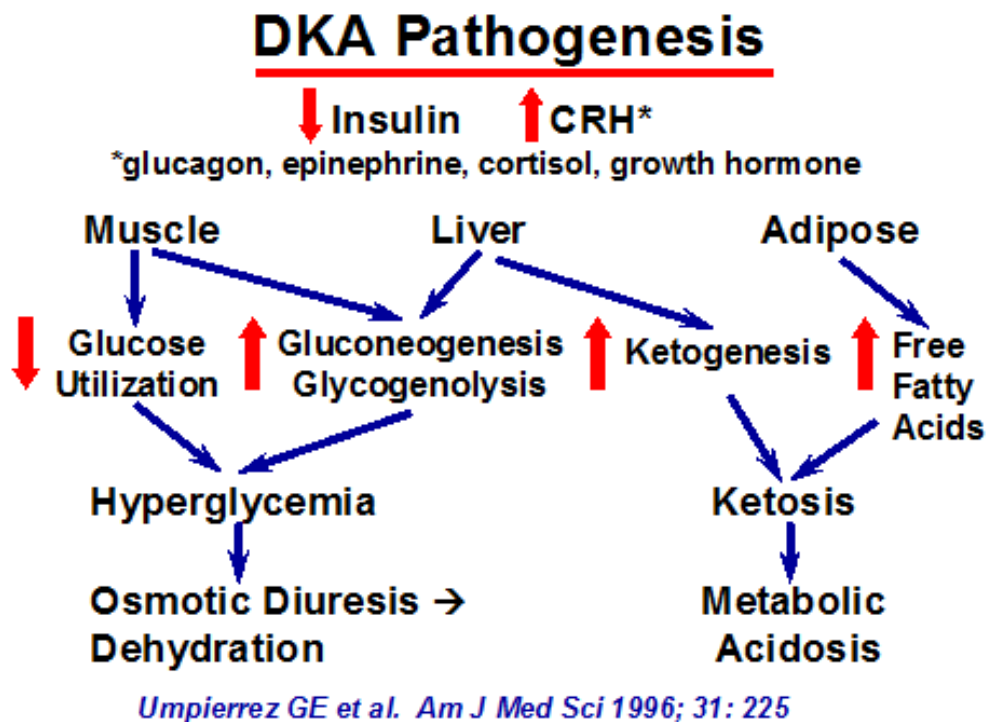 DKA Pathogenesis
Insulin CRH*
*glucagon, epinephrine, cortisol, growth hormone
Muscle Liver Adipose
Glucose Utilization
Gluconeogenesis Glycogenolysis
Ketogenesis
Free Fatty Acids
Hyperglycemia
Ketosis
Osmotic Diuresis →
Dehydration
Metabolic
Acidosis
Umpierrez GE et al. Am J Med Sci 1996; 31: 225